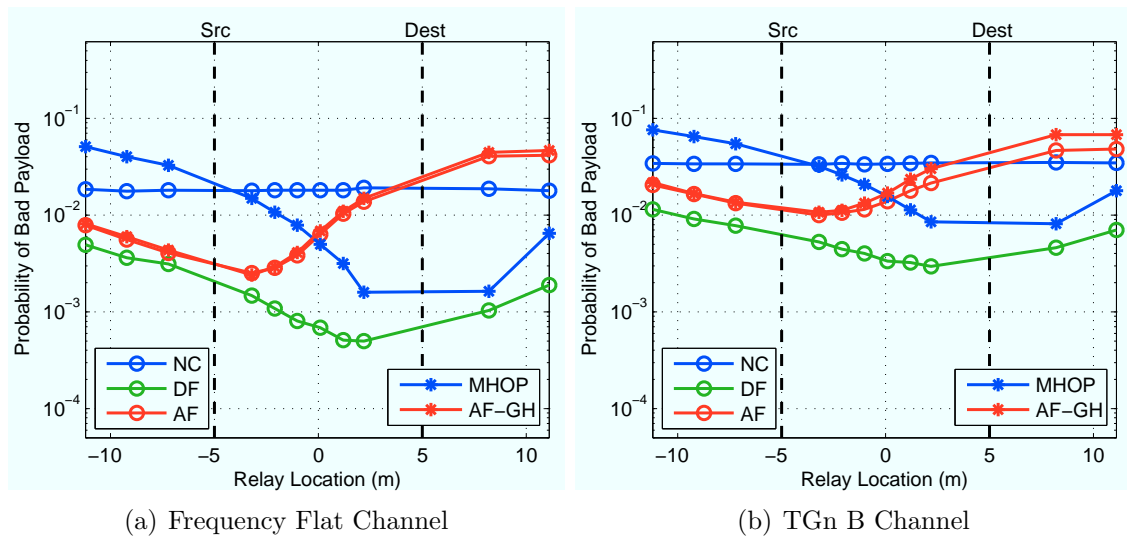 Src Dest
Probability of Bad Payload
10^-1
10^-2
10^-3
10^-4
NC
DF
AF
MHOP
AF-GH
−10 −5 0 5 10
Relay Location (m)
(a) Frequency Flat Channel
Src Dest
Probability of Bad Payload
10^-1
10^-2
10^-3
10^-4
NC
DF
AF
MHOP
AF-GH
−10 −5 0 5 10
Relay Location (m)
(b) TGn B Channel